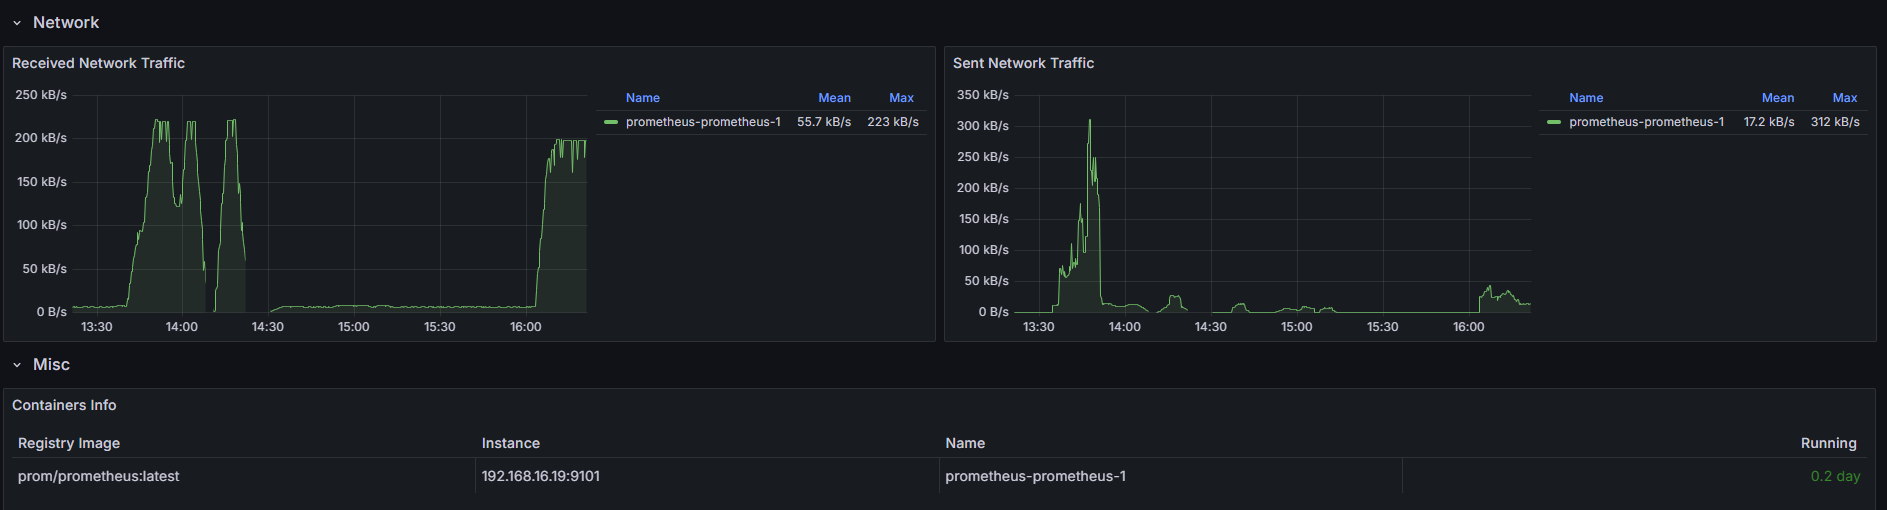 Network
Received Network Traffic
250 kB/s
200 kB/s
150 kB/s
100 kB/s
50 kB/s
0 B/s
13:30 14:00 14:30 15:00 15:30 16:00
Name Mean Max
prometheus-prometheus-1 55.7 kB/s 223 kB/s
Sent Network Traffic
350 kB/s
300 kB/s
250 kB/s
200 kB/s
150 kB/s
100 kB/s
50 kB/s
0 B/s
13:30 14:00 14:30 15:00 15:30 16:00
Name Mean Max
prometheus-prometheus-1 17.2 kB/s 312 kB/s
Misc
Containers Info
Registry Image Instance Name Running
prom/prometheus:latest 192.168.16.19:9101 prometheus-prometheus-1 0.2 day